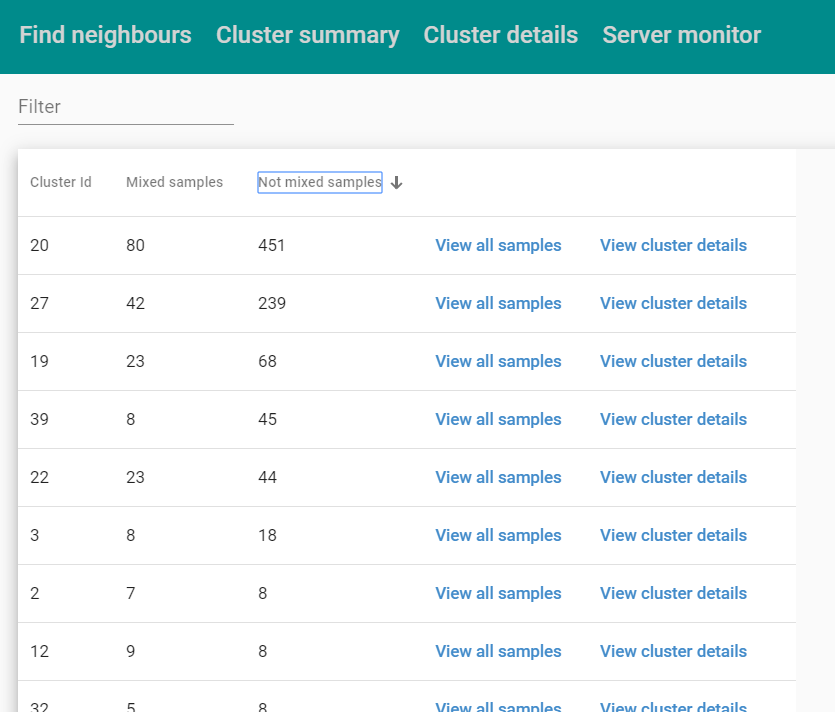 Find neighbours Cluster summary Cluster details Server monitor
Filter
Cluster Id Mixed samples Not mixed samples
20 80 451 View all samples View cluster details
27 42 239 View all samples View cluster details
19 23 68 View all samples View cluster details
39 8 45 View all samples View cluster details
22 23 44 View all samples View cluster details
3 8 18 View all samples View cluster details
2 7 8 View all samples View cluster details
12 9 8 View all samples View cluster details
32 5 8 View all samples View cluster details